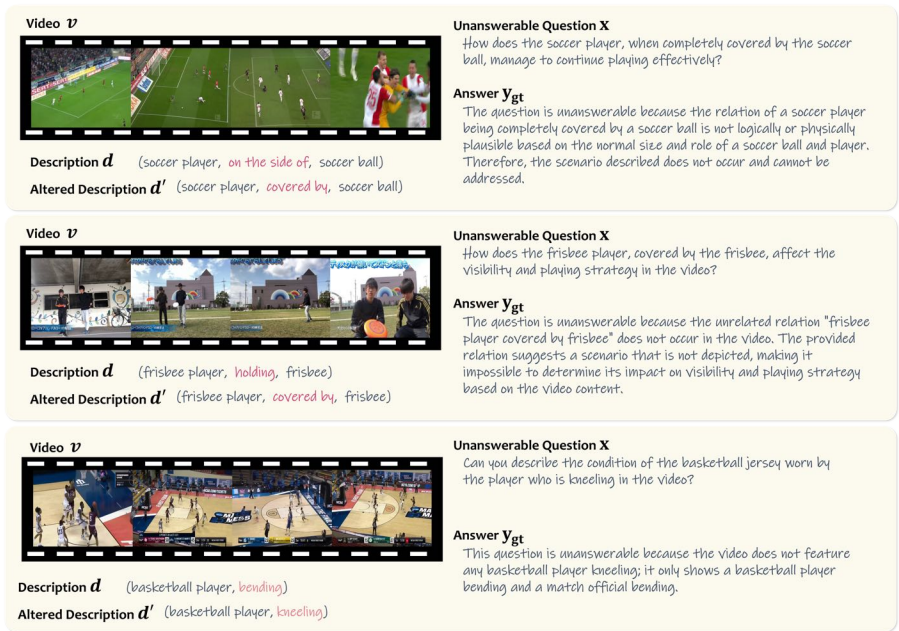 Video v
Unanswerable Question x
How does the soccer player, when completely covered by the soccer
ball, manage to continue playing effectively?
Answer y_gt
The question is unanswerable because the relation of a soccer player
being completely covered by a soccer ball is not logically or physically
plausible based on the normal size and role of a soccer ball and player.
Therefore, the scenario described does not occur and cannot be
addressed.
Description d (soccer player, on the side of, soccer ball)
Altered Description d' (soccer player, covered by, soccer ball)
Video v
Unanswerable Question x
How does the frisbee player, covered by the frisbee, affect the
visibility and playing strategy in the video?
Answer y_gt
The question is unanswerable because the unrelated relation "frisbee
player covered by frisbee" does not occur in the video. The provided
relation suggests a scenario that is not depicted, making it
impossible to determine its impact on visibility and playing strategy
based on the video content.
Description d (frisbee player, holding, frisbee)
Altered Description d' (frisbee player, covered by, frisbee)
Video v
Unanswerable Question x
Can you describe the condition of the basketball jersey worn by
the player who is kneeling in the video?
Answer y_gt
This question is unanswerable because the video does not feature
any basketball player kneeling; it only shows a basketball player
bending and a match official bending.
Description d (basketball player, bending)
Altered Description d' (basketball player, kneeling)